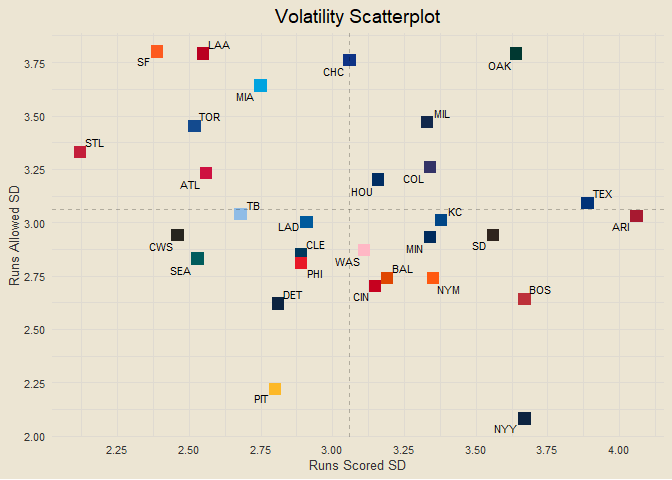 Volatility Scatterplot
SF
LAA
CHC
OAK
MIA
TOR
MIL
STL
ATL
HOU
COL
TEX
TB
LAD
KC
ARI
CWS
CLE
WAS
MIN
SD
SEA
PHI
BAL
DET
CIN
NYM
BOS
PIT
NYY
3.75
3.50
3.25
3.00
2.75
2.50
2.25
2.00
Runs Allowed SD
2.25
2.50
2.75
3.00
3.25
3.50
3.75
4.00
Runs Scored SD